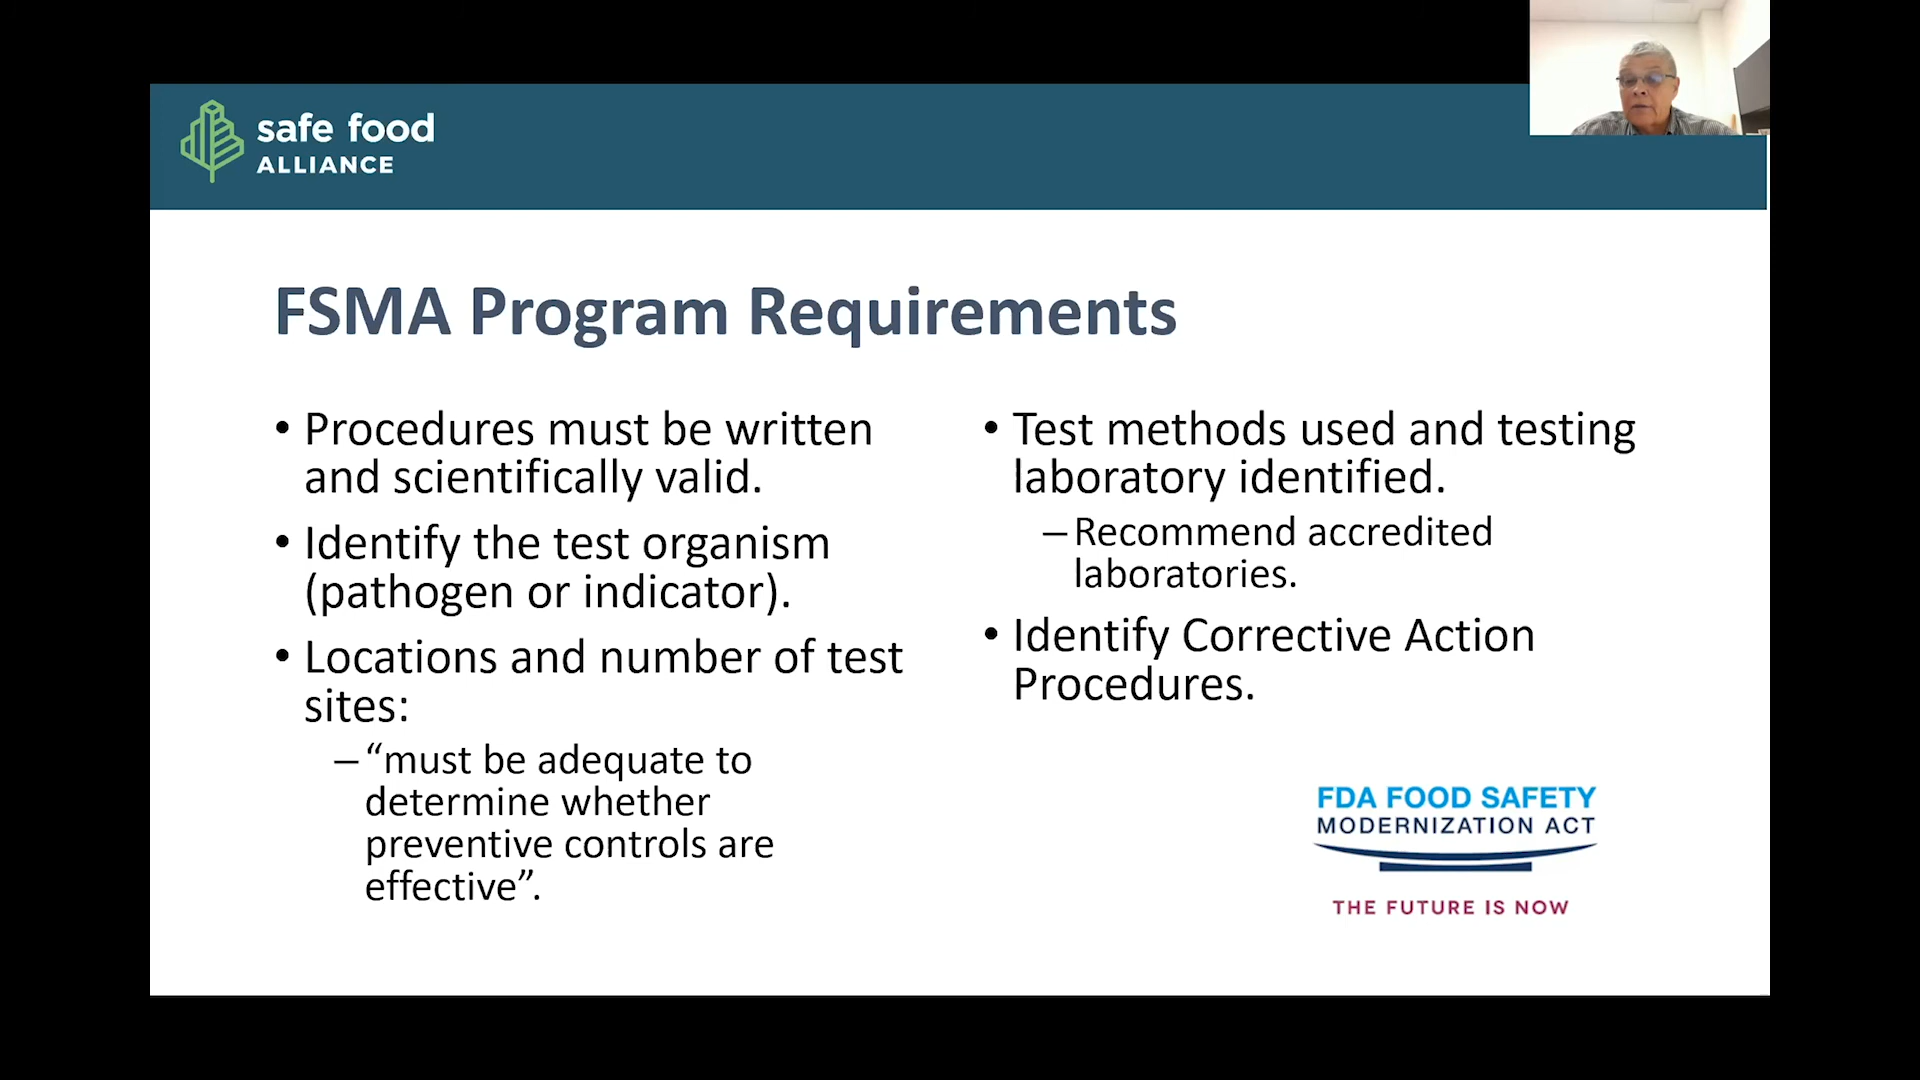 safe food
ALLIANCE
FSMA Program Requirements
• Procedures must be written
and scientifically valid.
• Identify the test organism
(pathogen or indicator).
• Locations and number of test
sites:
– “must be adequate to
determine whether
preventive controls are
effective”.
• Test methods used and testing
laboratory identified.
– Recommend accredited
laboratories.
• Identify Corrective Action
Procedures.
FDA FOOD SAFETY
MODERNIZATION ACT
THE FUTURE IS NOW